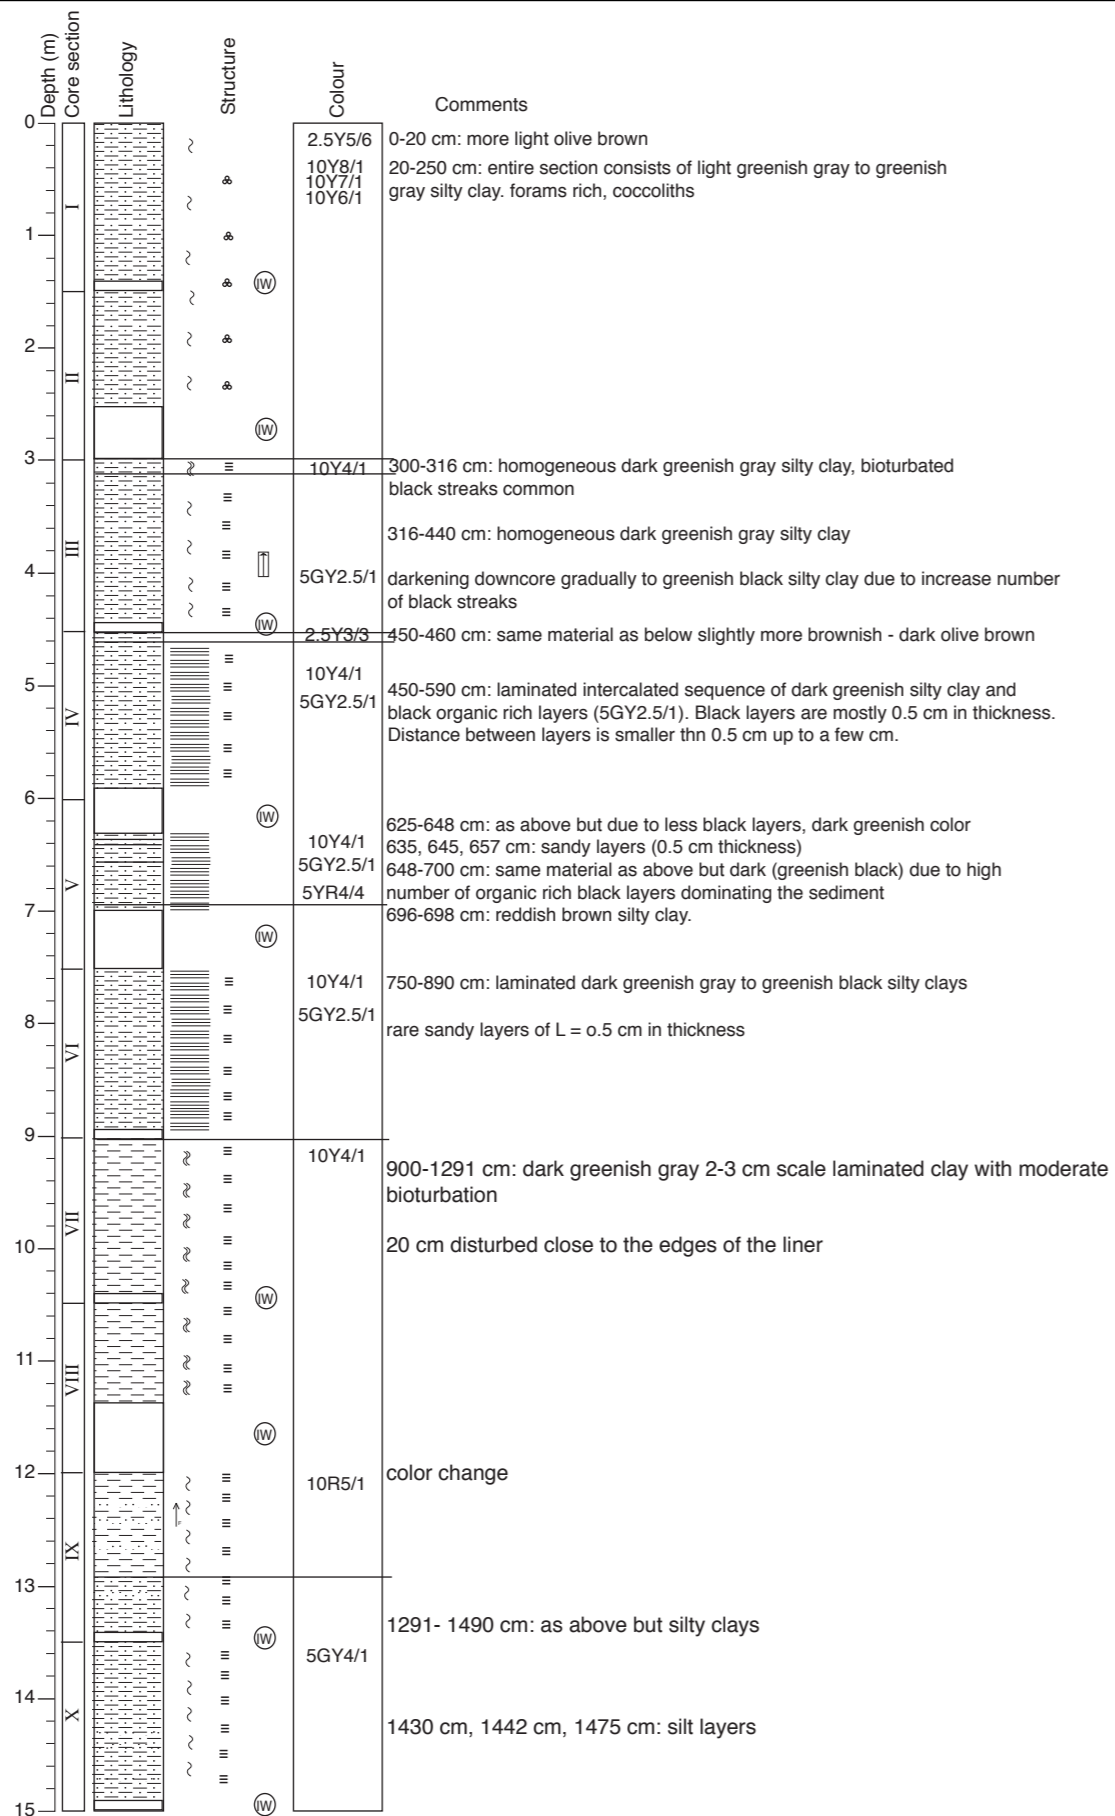 Depth (m)
Core section
Lithology
Structure
Colour
Comments
0
2.5Y5/6
0-20 cm: more light olive brown
10Y8/1
20-250 cm: entire section consists of light greenish gray to greenish
10Y7/1
gray silty clay. forams rich, coccoliths
10Y6/1
I
1
IW
2
II
IW
3
10Y4/1
300-316 cm: homogeneous dark greenish gray silty clay, bioturbated
black streaks common
316-440 cm: homogeneous dark greenish gray silty clay
III
4
5GY2.5/1
darkening downcore gradually to greenish black silty clay due to increase number
of black streaks
IW
2.5Y3/3
450-460 cm: same material as below slightly more brownish - dark olive brown
10Y4/1
5
5GY2.5/1
450-590 cm: laminated intercalated sequence of dark greenish silty clay and
black organic rich layers (5GY2.5/1). Black layers are mostly 0.5 cm in thickness.
Distance between layers is smaller thn 0.5 cm up to a few cm.
IV
6
IW
625-648 cm: as above but due to less black layers, dark greenish color
10Y4/1
635, 645, 657 cm: sandy layers (0.5 cm thickness)
5GY2.5/1
648-700 cm: same material as above but dark (greenish black) due to high
V
5YR4/4
number of organic rich black layers dominating the sediment
7
696-698 cm: reddish brown silty clay.
IW
10Y4/1
750-890 cm: laminated dark greenish gray to greenish black silty clays
8
5GY2.5/1
rare sandy layers of L = o.5 cm in thickness
VI
9
10Y4/1
900-1291 cm: dark greenish gray 2-3 cm scale laminated clay with moderate
bioturbation
VII
10
20 cm disturbed close to the edges of the liner
IW
11
VIII
IW
12
color change
10R5/1
F
IX
13
1291- 1490 cm: as above but silty clays
IW
5GY4/1
14
X
1430 cm, 1442 cm, 1475 cm: silt layers
15
IW